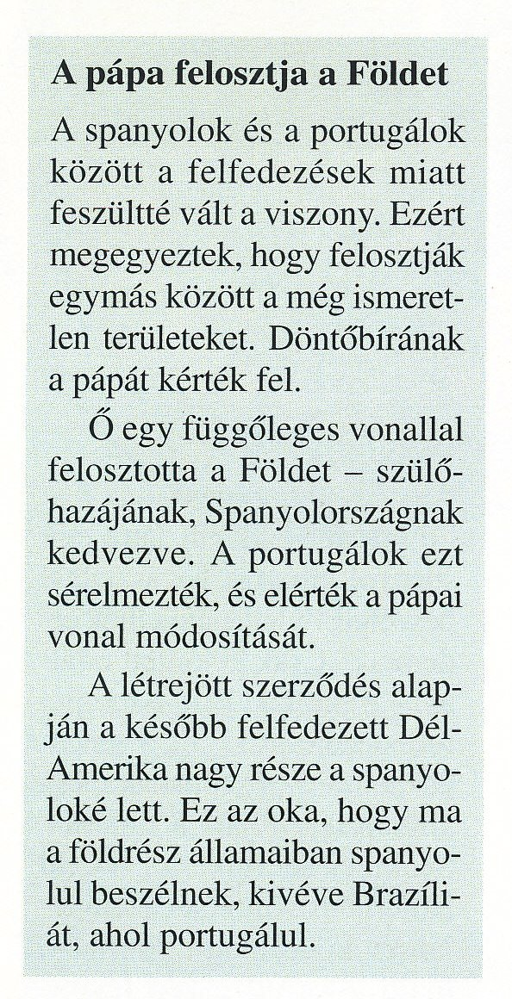 A pápa felosztja a Földet
A spanyolok és a portugálok
között a felfedezések miatt
feszültté vált a viszony. Ezért
megegyeztek, hogy felosztják
egymás között a még ismeret-
len területeket. Döntőbírának
a pápát kérték fel.
Ő egy függőleges vonallal
felosztotta a Földet – szülő-
hazájának, Spanyolországnak
kedvezve. A portugálok ezt
sérelmezték, és elérték a pápai
vonal módosítását.
A létrejött szerződés alap-
ján a később felfedezett Dél-
Amerika nagy része a spanyo-
loké lett. Ez az oka, hogy ma
a földrész államaiban spanyo-
lul beszélnek, kivéve Brazíli-
át, ahol portugálul.